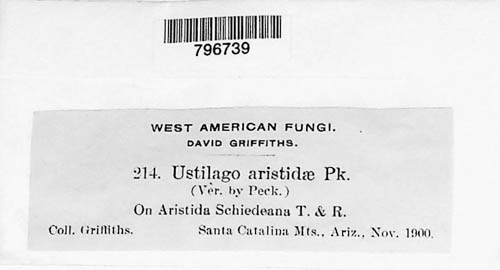 796739
WEST AMERICAN FUNGI.
DAVID GRIFFITHS.
214. Ustilago aristidæ Pk.
(Ver. by Peck.)
On Aristida Schiedeana T. & R.
Coll. Griffiths. Santa Catalina Mts., Ariz., Nov. 1900.